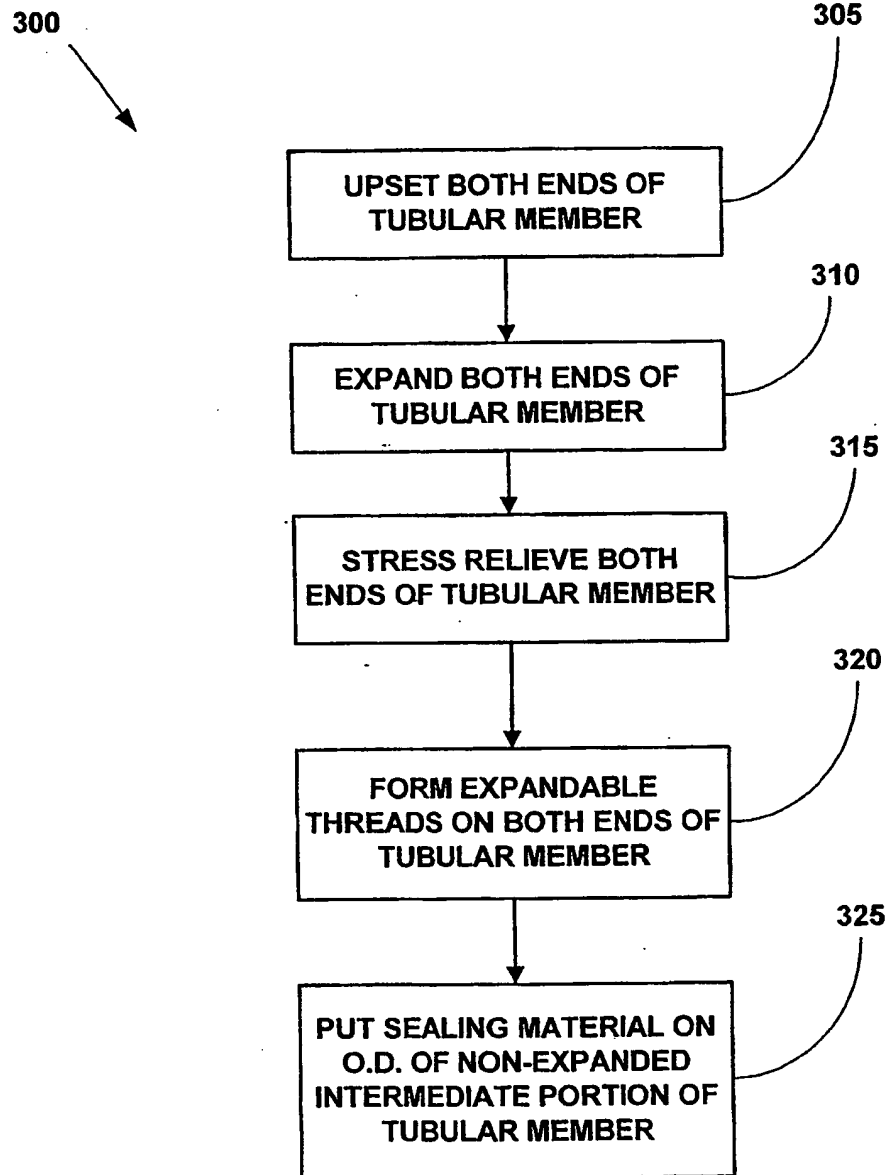 300
305
UPSET BOTH ENDS OF
TUBULAR MEMBER
310
EXPAND BOTH ENDS OF
TUBULAR MEMBER
315
STRESS RELIEVE BOTH
ENDS OF TUBULAR MEMBER
320
FORM EXPANDABLE
THREADS ON BOTH ENDS OF
TUBULAR MEMBER
325
PUT SEALING MATERIAL ON
O.D. OF NON-EXPANDED
INTERMEDIATE PORTION OF
TUBULAR MEMBER